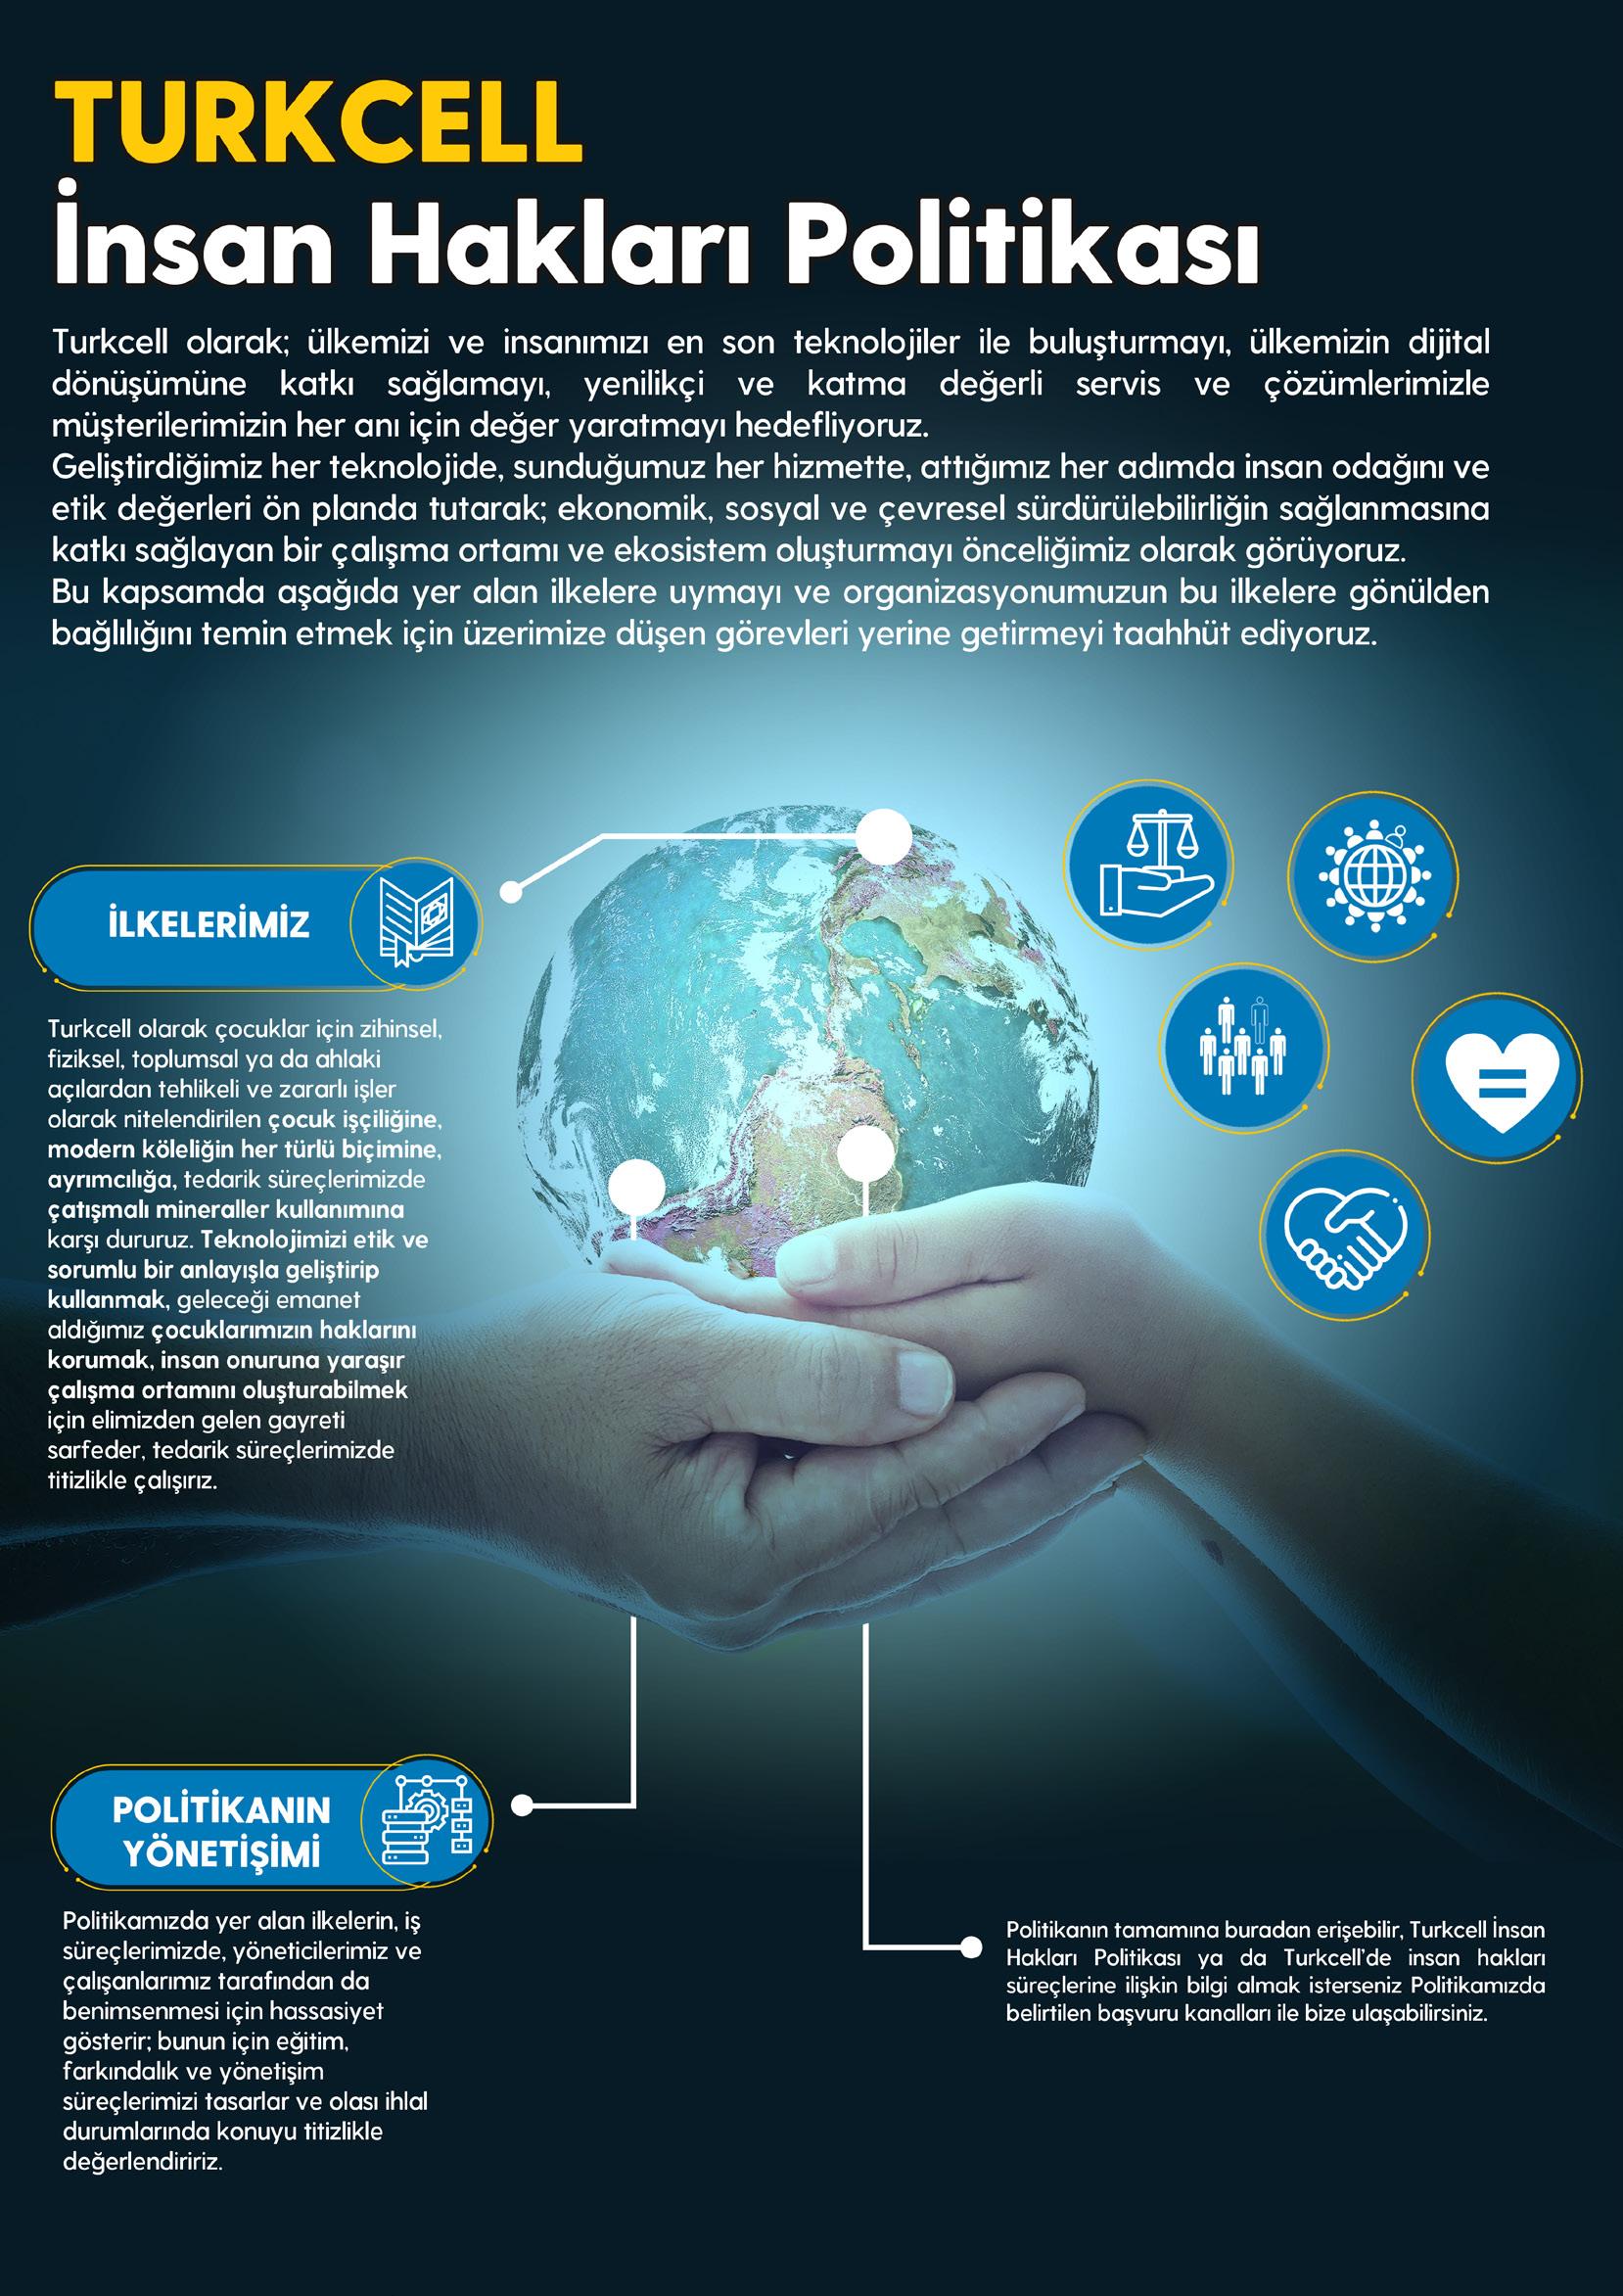 TURKCELL
İnsan Hakları Politikası
Turkcell olarak; ülkemizi ve insanımızı en son teknolojiler ile buluşturmayı, ülkemizin dijital
dönüşümüne katkı sağlamayı, yenilikçi ve katma değerli servis ve çözümlerimizle
müşterilerimizin her anı için değer yaratmayı hedefliyoruz.
Geliştirdiğimiz her teknolojide, sunduğumuz her hizmette, attığımız her adımda insan odağını ve
etik değerleri ön planda tutarak; ekonomik, sosyal ve çevresel sürdürülebilirliğin sağlanmasına
katkı sağlayan bir çalışma ortamı ve ekosistem oluşturmayı önceliğimiz olarak görüyoruz.
Bu kapsamda aşağıda yer alan ilkelere uymayı ve organizasyonumuzun bu ilkelere gönülden
bağlılığını temin etmek için üzerimize düşen görevleri yerine getirmeyi taahhüt ediyoruz.
İLKELERİMİZ
Turkcell olarak çocuklar için zihinsel,
fiziksel, toplumsal ya da ahlaki
açılardan tehlikeli ve zararlı işler
olarak nitelendirilen çocuk işçiliğine,
modern köleliğin her türlü biçimine,
ayrımcılığa, tedarik süreçlerimizde
çatışmalı mineraller kullanımına
karşı dururuz. Teknolojimizi etik ve
sorumlu bir anlayışla geliştirip
kullanmak, geleceği emanet
aldığımız çocuklarımızın haklarını
korumak, insan onuruna yaraşır
çalışma ortamını oluşturabilmek
için elimizden gelen gayreti
sarfeder, tedarik süreçlerimizde
titizlikle çalışırız.
POLİTİKANIN
YÖNETİŞİMİ
Politikamızda yer alan ilkelerin, iş
süreçlerimizde, yöneticilerimiz ve
çalışanlarımız tarafından da
benimsenmesi için hassasiyet
gösterir; bunun için eğitim,
farkındalık ve yönetişim
süreçlerimizi tasarlar ve olası ihlal
durumlarında konuyu titizlikle
değerlendiririz.
Politikanın tamamına buradan erişebilir, Turkcell İnsan
Hakları Politikası ya da Turkcell'de insan hakları
süreçlerine ilişkin bilgi almak isterseniz Politikamızda
belirtilen başvuru kanalları ile bize ulaşabilirsiniz.